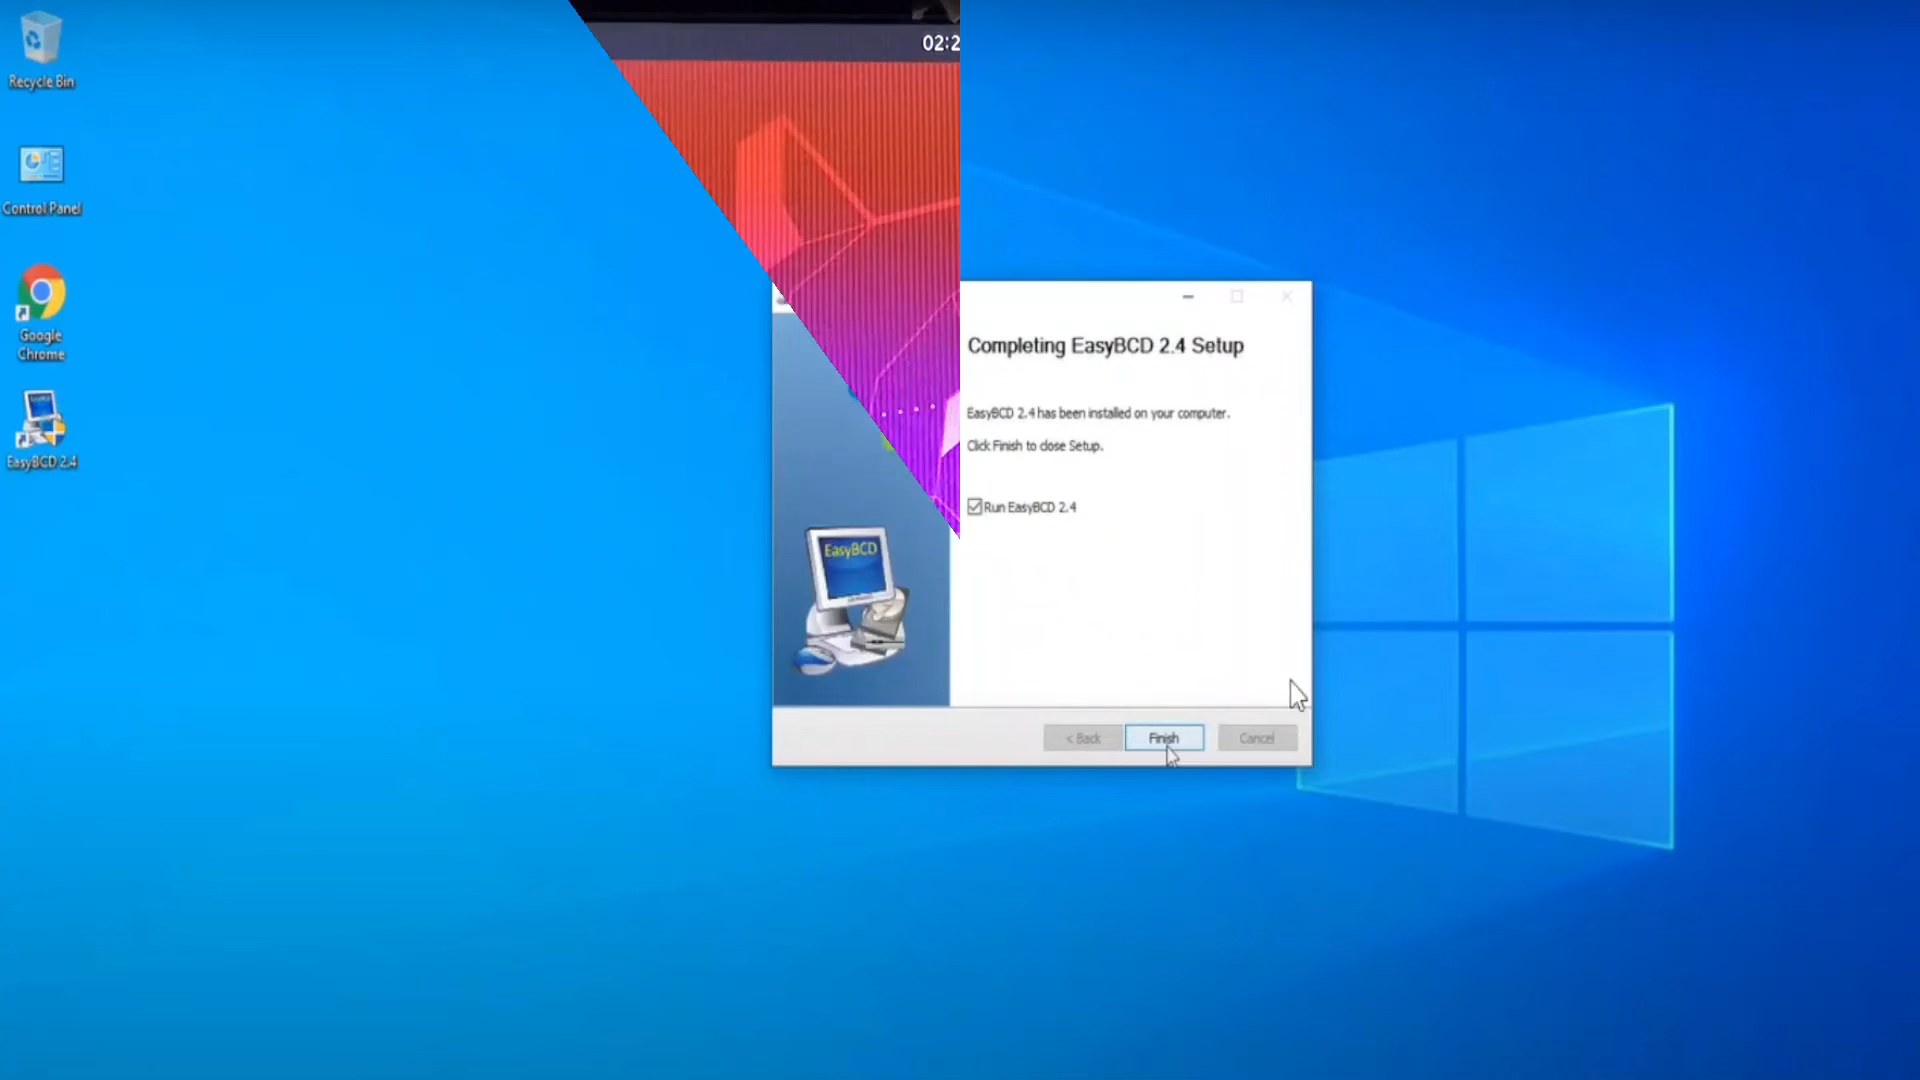 Recycle Bin
Control Panel
Google
Chrome
EasyBCD 2.4
02:2
Completing EasyBCD 2.4 Setup
EasyBCD 2.4 has been installed on your computer.
Click Finish to close Setup.
Run EasyBCD 2.4
EasyBCD
< Back
Finish
Cancel